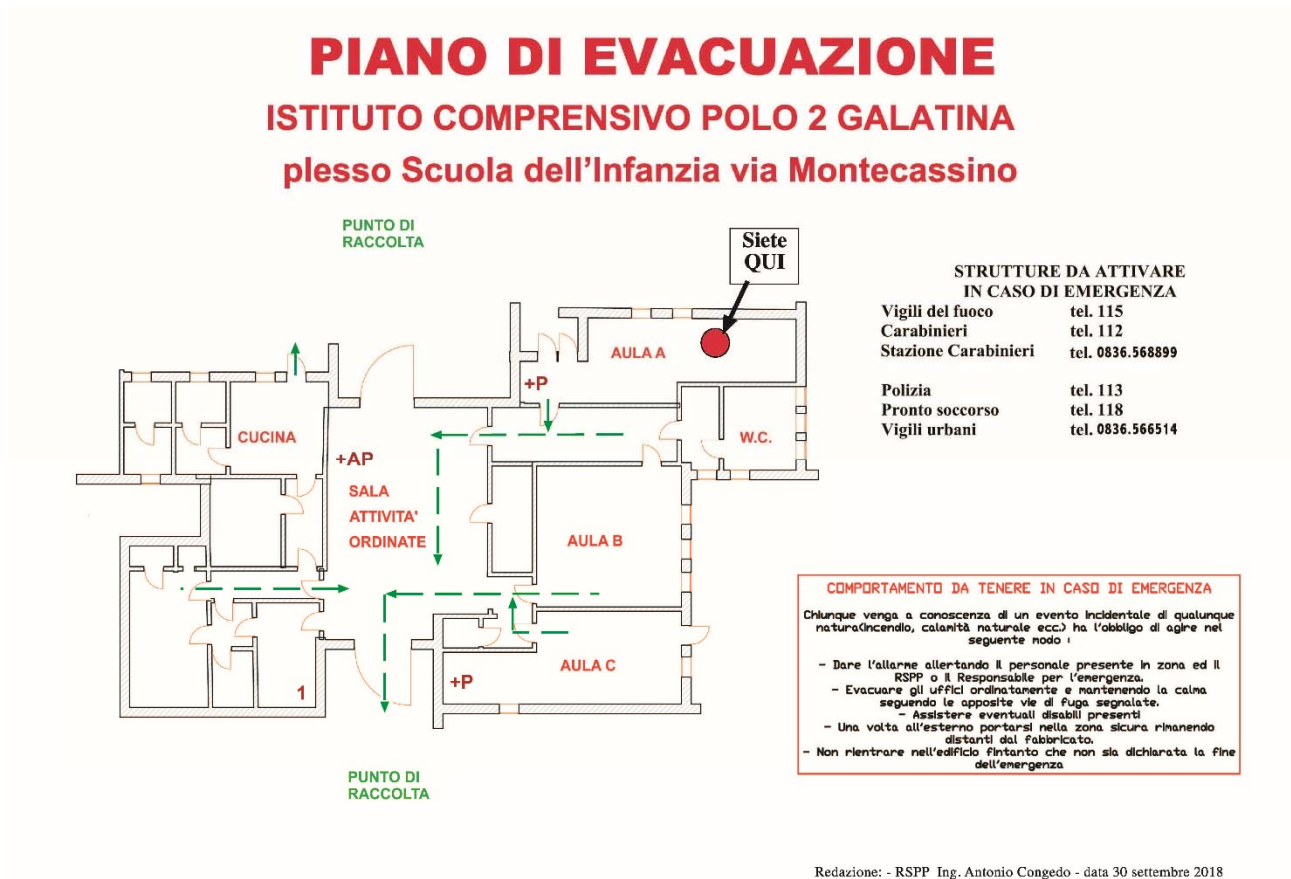 PIANO DI EVACUAZIONE
ISTITUTO COMPRENSIVO POLO 2 GALATINA
plesso Scuola dell'Infanzia via Montecassino
PUNTO DI
RACCOLTA
Siete
QUI
AULA A
+P
CUCINA
W.C.
+AP
SALA
ATTIVITA'
ORDINATE
AULA B
AULA C
+P
1
PUNTO DI
RACCOLTA
STRUTTURE DA ATTIVARE
IN CASO DI EMERGENZA
Vigili del fuoco tel. 115
Carabinieri tel. 112
Stazione Carabinieri tel. 0836.568899
Polizia tel. 113
Pronto soccorso tel. 118
Vigili urbani tel. 0836.566514
COMPORTAMENTO DA TENERE IN CASO DI EMERGENZA
Chiunque venga a conoscenza di un evento incidentale di qualunque
natura(incendio, calamità naturale ecc.) ha l'obbligo di agire nel
seguente modo :
- Dare l'allarme allertando il personale presente in zona ed il
RSPP o il Responsabile per l'emergenza.
- Evacuare gli uffici ordinatamente e mantenendo la calma
seguendo le apposite vie di fuga segnalate.
- Assistere eventuali disabili presenti
- Una volta all'esterno portarsi nella zona sicura rimanendo
distanti dal fabbricato.
- Non rientrare nell'edificio fintanto che non sia dichiarata la fine
dell'emergenza
Redazione: - RSPP Ing. Antonio Congedo - data 30 settembre 2018